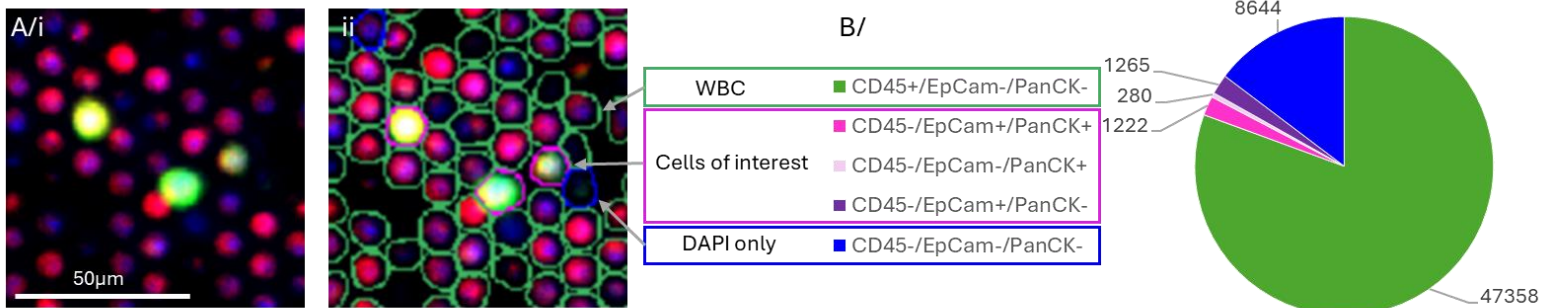 A/i
50µm
ii
B/
WBC
CD45+/EpCam-/PanCK-
Cells of interest
CD45-/EpCam+/PanCK+
CD45-/EpCam-/PanCK+
CD45-/EpCam+/PanCK-
DAPI only
CD45-/EpCam-/PanCK-
8644
1265
280
1222
47358